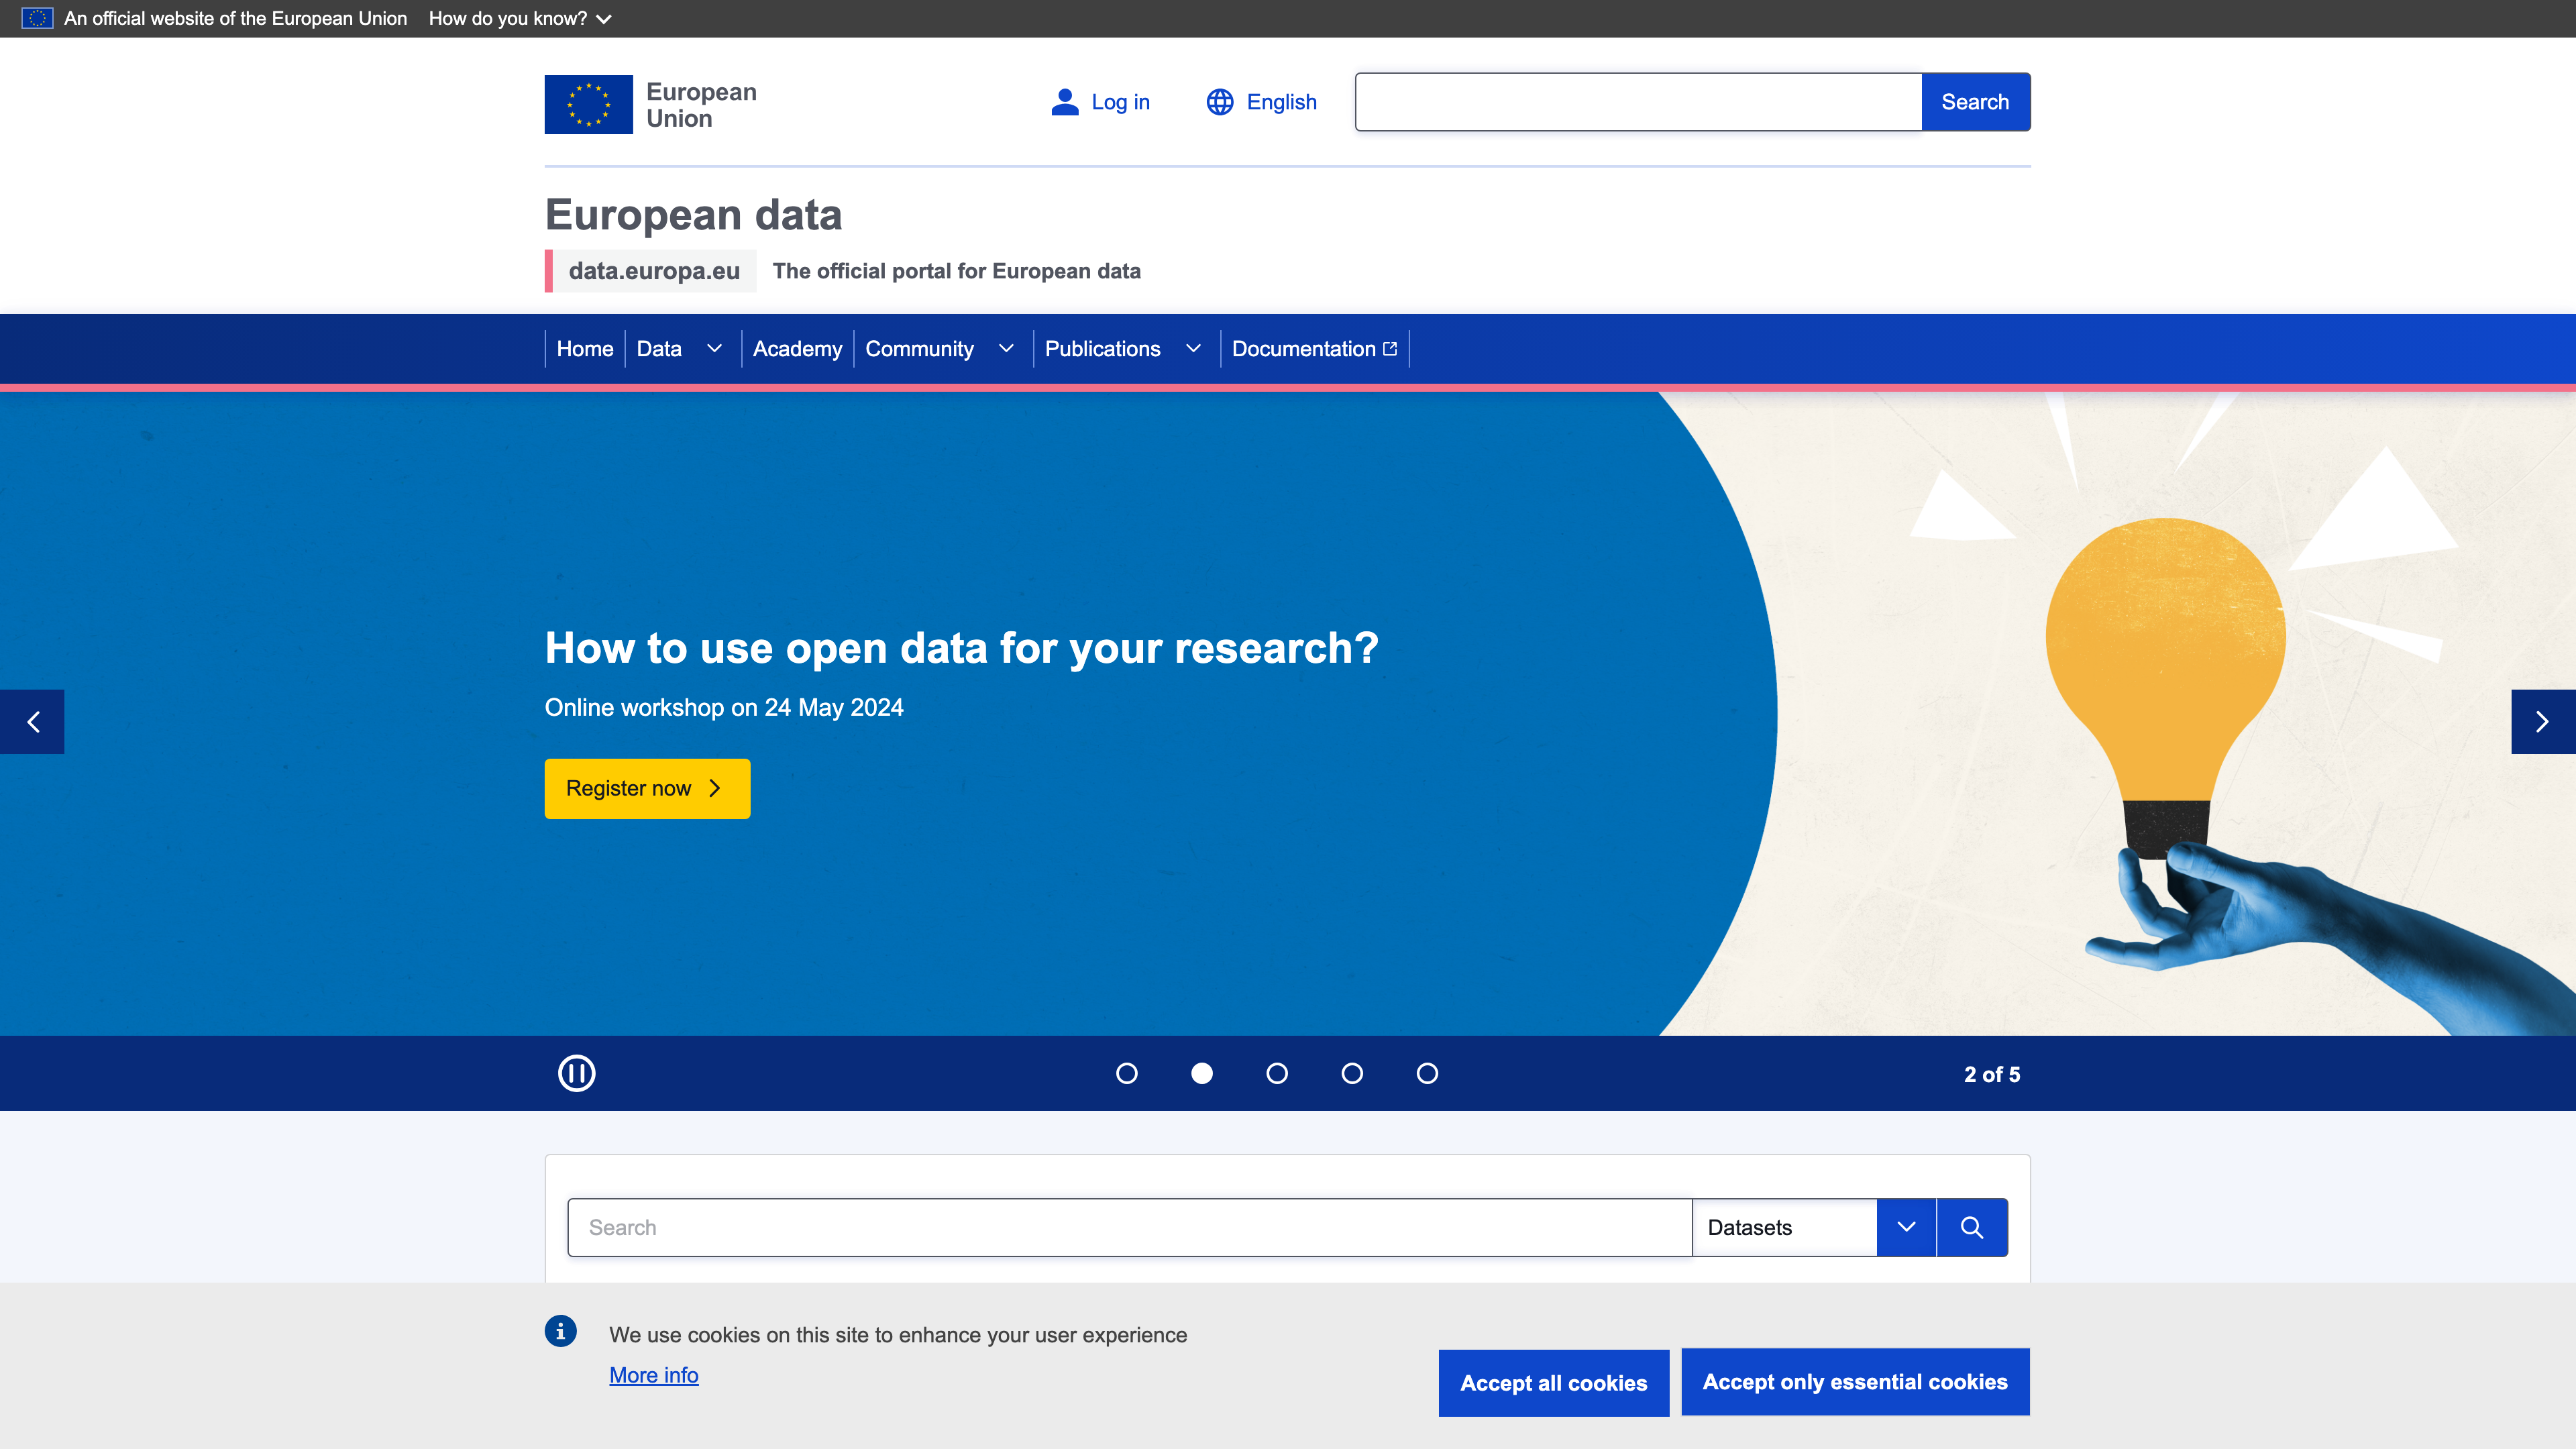 An official website of the European Union How do you know?
European
Union
Log in
English
Search
European data
data.europa.eu
The official portal for European data
Home
Data
Academy
Community
Publications
Documentation
How to use open data for your research?
Online workshop on 24 May 2024
Register now
2 of 5
Search
Datasets
We use cookies on this site to enhance your user experience
More info
Accept all cookies
Accept only essential cookies